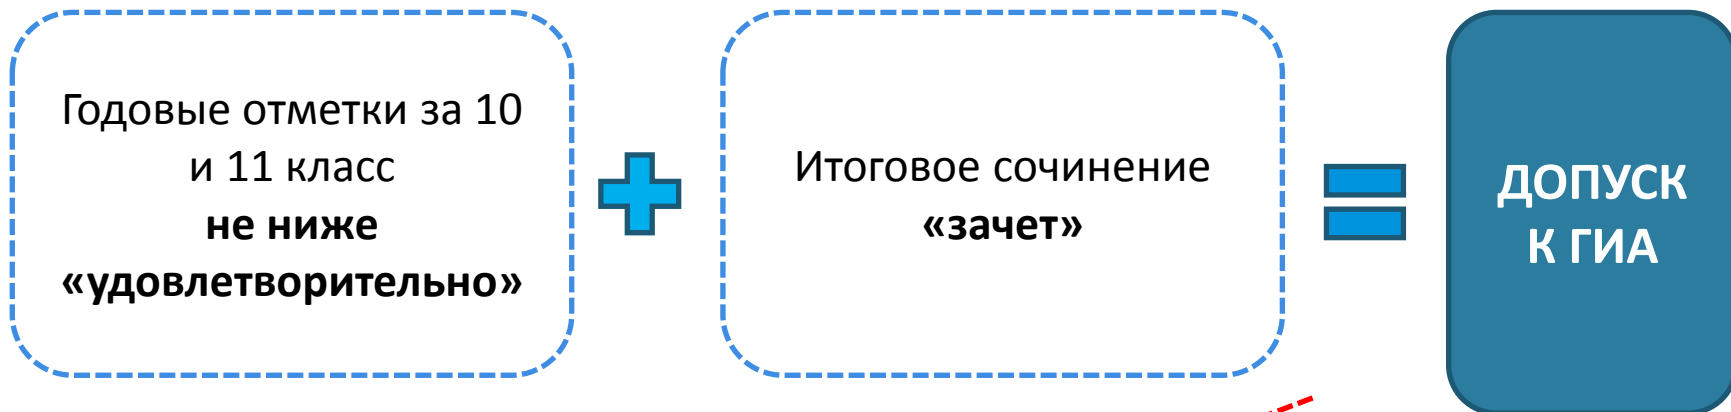 Годовые отметки за 10
и 11 класс
не ниже
«удовлетворительно»
Итоговое сочинение
«зачет»
ДОПУСК
К ГИА